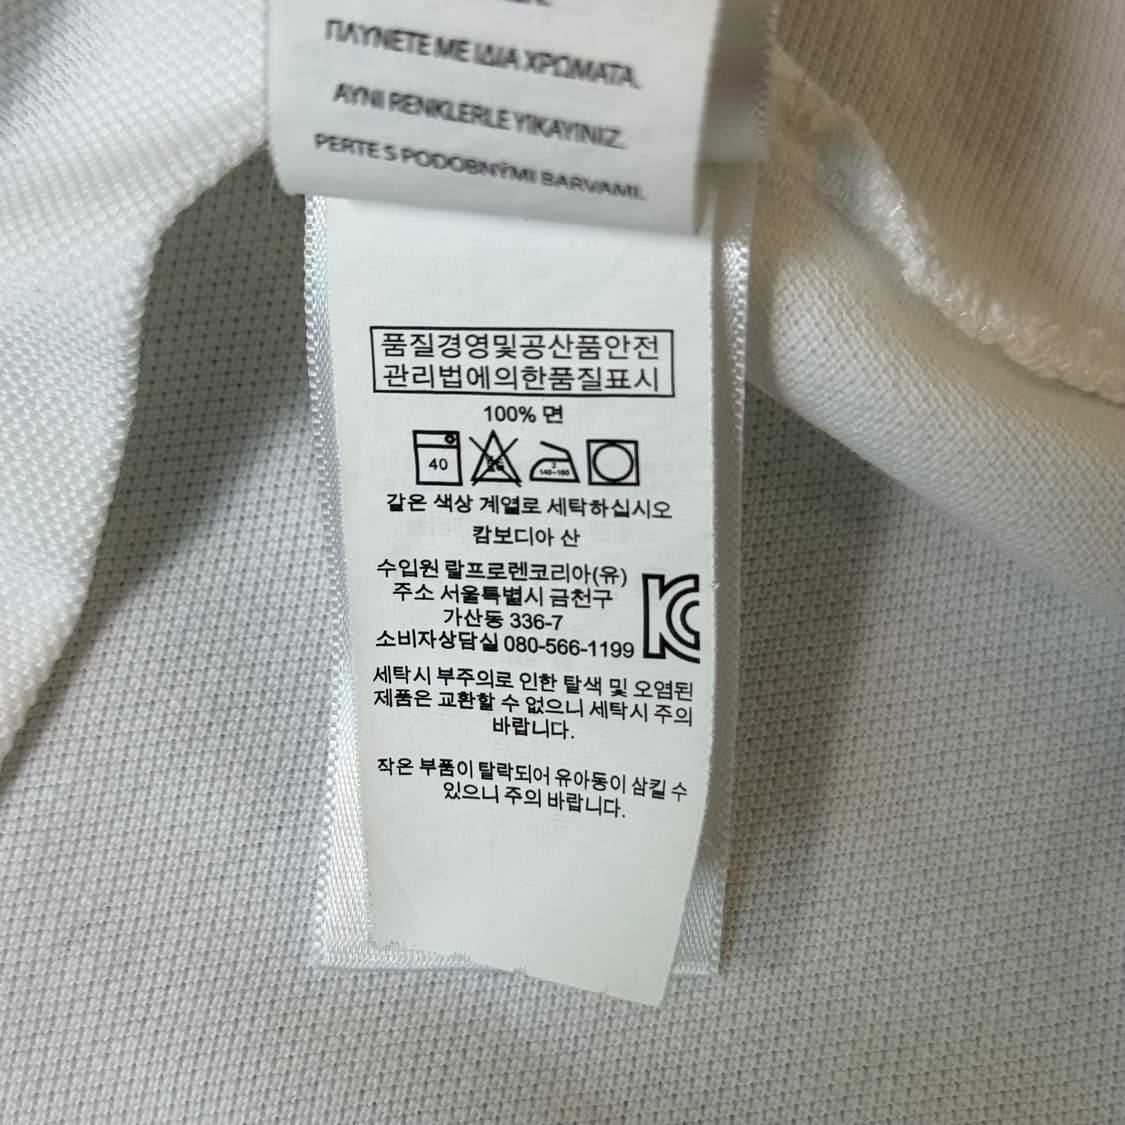 ΠΛΥΝΕΤΕ ΜΕ ΙΔΙΑ ΧΡΩΜΑΤΑ.
AYNI RENKLERLE YIKAYINIZ.
PERTE S PODOBNÝMI BARVAMI.
품질경영및공산품안전
관리법에의한품질표시
100% 면
40
2
140~160
같은 색상 계열로 세탁하십시오
캄보디아 산
수입원 랄프로렌코리아(유)
주소 서울특별시 금천구
가산동 336-7
소비자상담실 080-566-1199
KC
세탁시 부주의로 인한 탈색 및 오염된
제품은 교환할 수 없으니 세탁시 주의
바랍니다.
작은 부품이 탈락되어 유아동이 삼킬 수
있으니 주의 바랍니다.